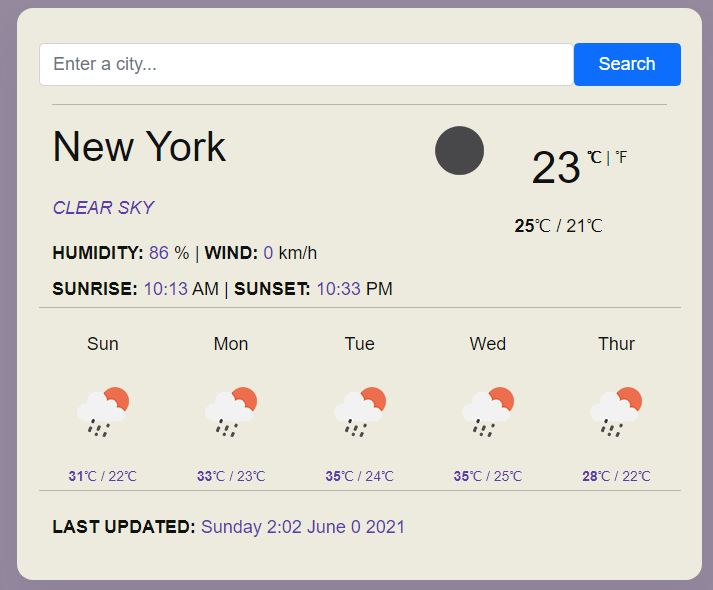 Enter a city... Search
New York
23 °C | °F
CLEAR SKY
25°C / 21°C
HUMIDITY: 86 % | WIND: 0 km/h
SUNRISE: 10:13 AM | SUNSET: 10:33 PM
Sun Mon Tue Wed Thur
31°C / 22°C 33°C / 23°C 35°C / 24°C 35°C / 25°C 28°C / 22°C
LAST UPDATED: Sunday 2:02 June 0 2021